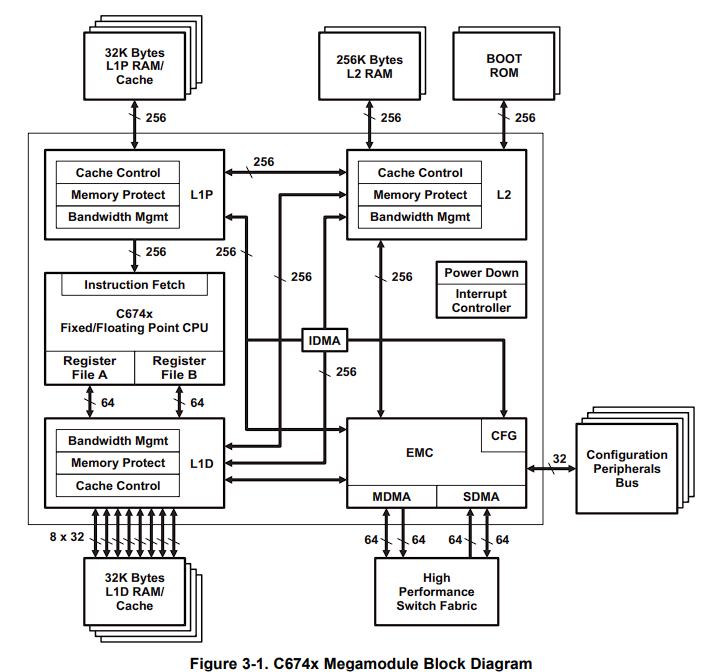 32K Bytes
L1P RAM/
Cache
256K Bytes
L2 RAM
BOOT
ROM
256
256
256
Cache Control
Memory Protect
Bandwidth Mgmt
L1P
256
Cache Control
Memory Protect
Bandwidth Mgmt
L2
256
256
256
256
Power Down
Interrupt
Controller
Instruction Fetch
C674x
Fixed/Floating Point CPU
Register
File A
Register
File B
IDMA
256
64
64
Bandwidth Mgmt
Memory Protect
Cache Control
L1D
EMC
CFG
MDMA
SDMA
32
Configuration
Peripherals
Bus
8 x 32
64
64
64
64
32K Bytes
L1D RAM/
Cache
High
Performance
Switch Fabric
Figure 3-1. C674x Megamodule Block Diagram